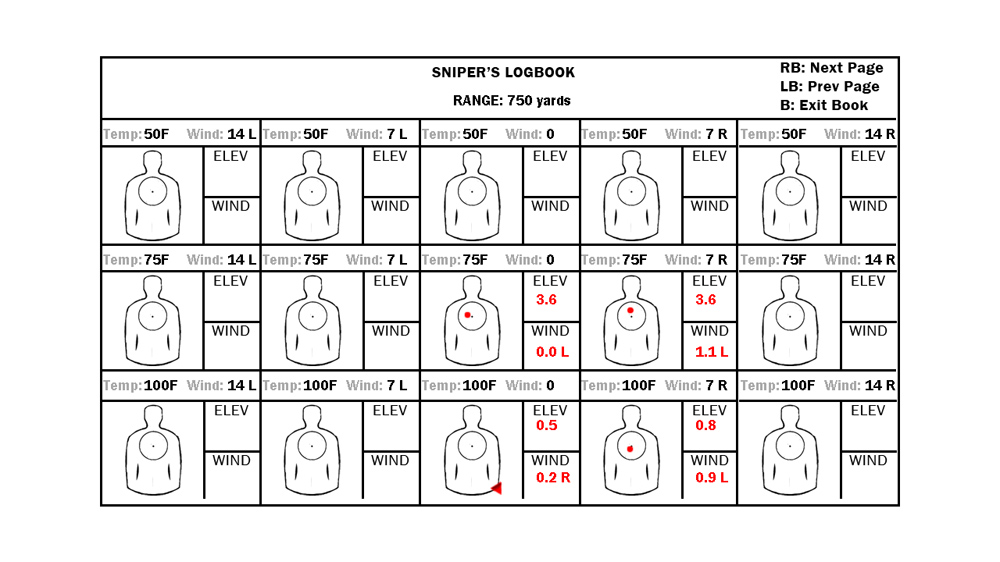 SNIPER'S LOGBOOK
RANGE: 750 yards
RB: Next Page
LB: Prev Page
B: Exit Book
Temp: 50F Wind: 14 L Temp: 50F Wind: 7 L Temp: 50F Wind: 0 Temp: 50F Wind: 7 R Temp: 50F Wind: 14 R
ELEV ELEV ELEV ELEV ELEV
WIND WIND WIND WIND WIND
Temp: 75F Wind: 14 L Temp: 75F Wind: 7 L Temp: 75F Wind: 0 Temp: 75F Wind: 7 R Temp: 75F Wind: 14 R
ELEV ELEV ELEV ELEV ELEV
3.6 3.6
WIND WIND WIND WIND WIND
0.0 L 1.1 L
Temp: 100F Wind: 14 L Temp: 100F Wind: 7 L Temp: 100F Wind: 0 Temp: 100F Wind: 7 R Temp: 100F Wind: 14 R
ELEV ELEV ELEV ELEV ELEV
0.5 0.8
WIND WIND WIND WIND WIND
0.2 R 0.9 L